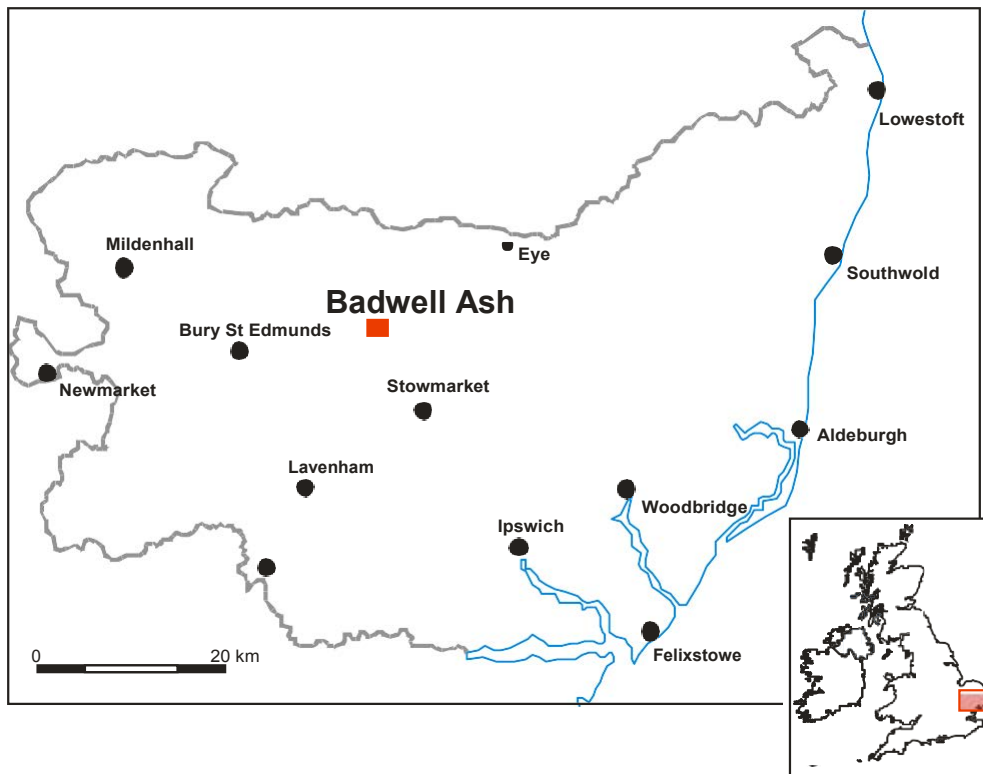 Lowestoft
Mildenhall
Eye
Southwold
Badwell Ash
Bury St Edmunds
Newmarket
Stowmarket
Aldeburgh
Lavenham
Woodbridge
Ipswich
0 20 km
Felixstowe